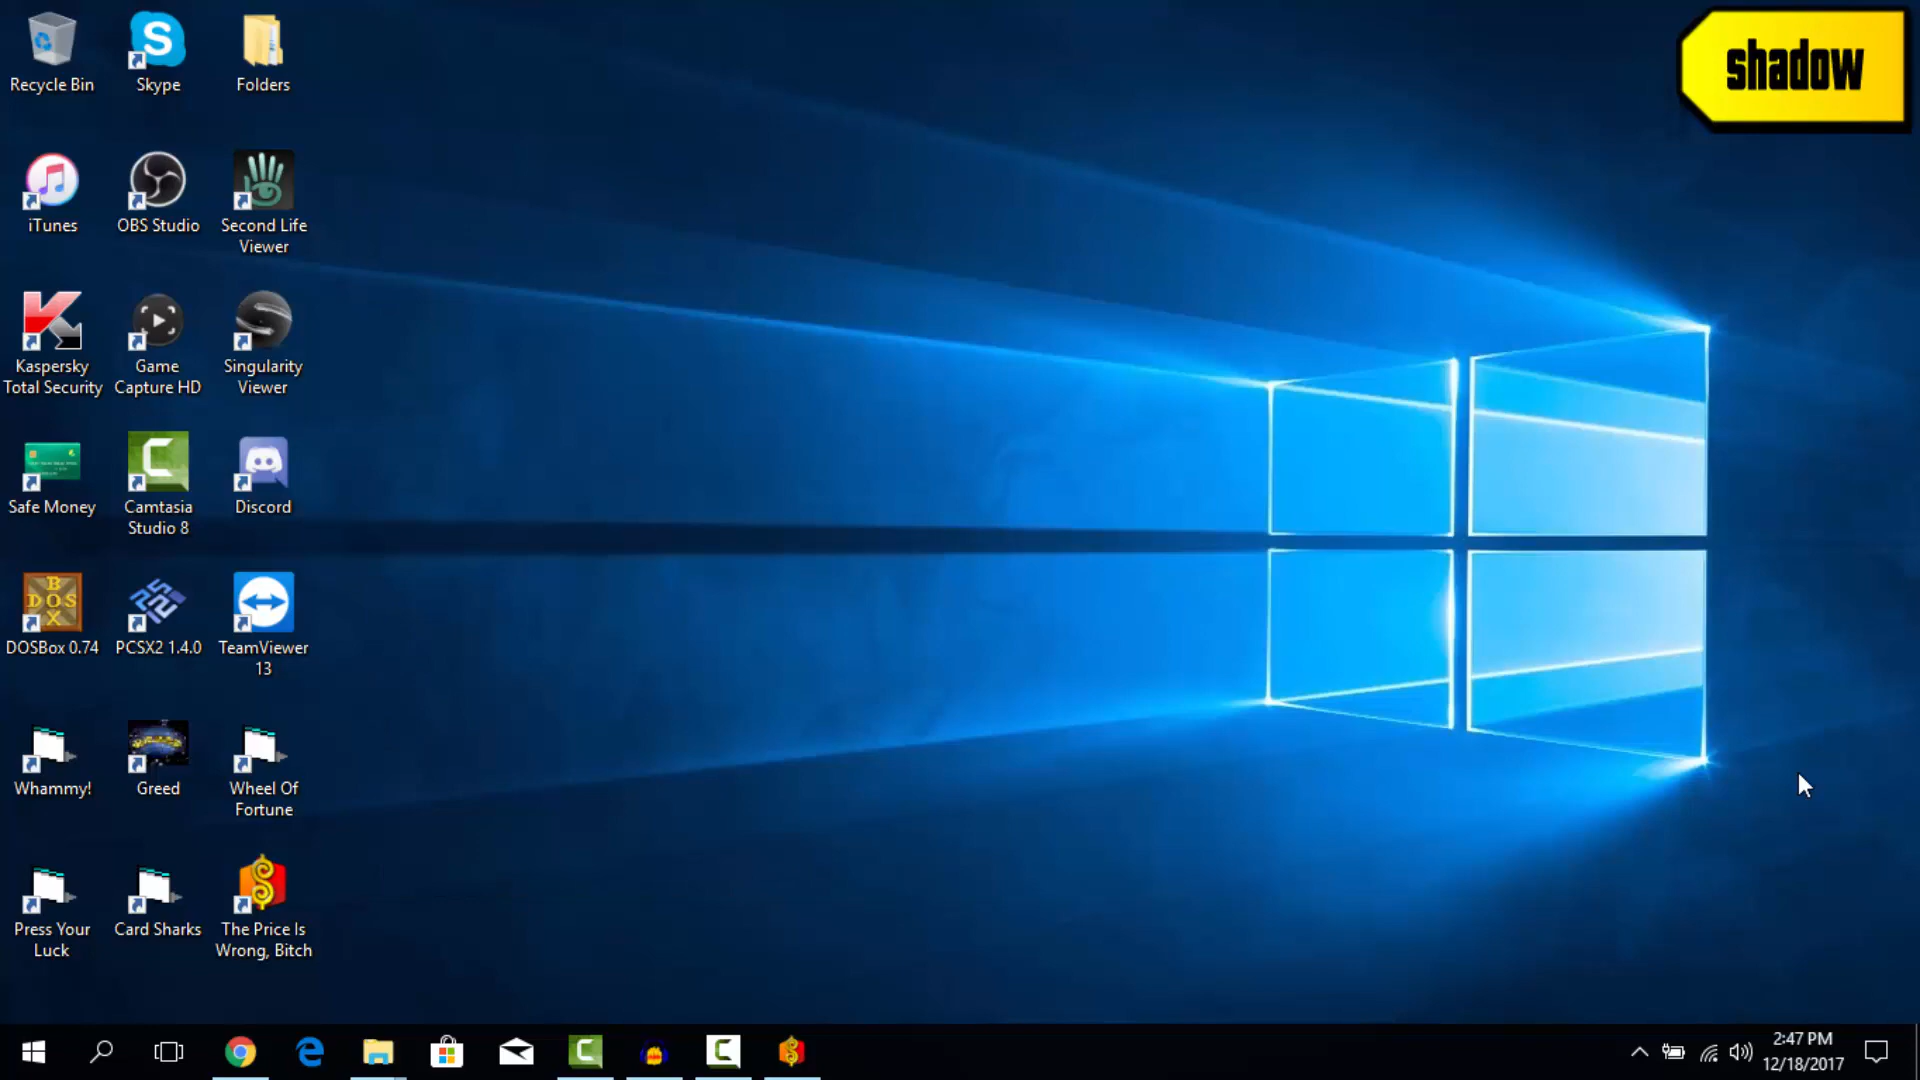 shadow
Recycle Bin
Skype
Folders
iTunes
OBS Studio
Second Life
Viewer
Kaspersky
Total Security
Game
Capture HD
Singularity
Viewer
Safe Money
Camtasia
Studio 8
Discord
BOX
DOS
DOSBox 0.74
PCSX2 1.4.0
TeamViewer
13
Whammy!
Greed
Wheel Of
Fortune
Press Your
Luck
Card Sharks
The Price Is
Wrong, Bitch
2:47 PM
12/18/2017